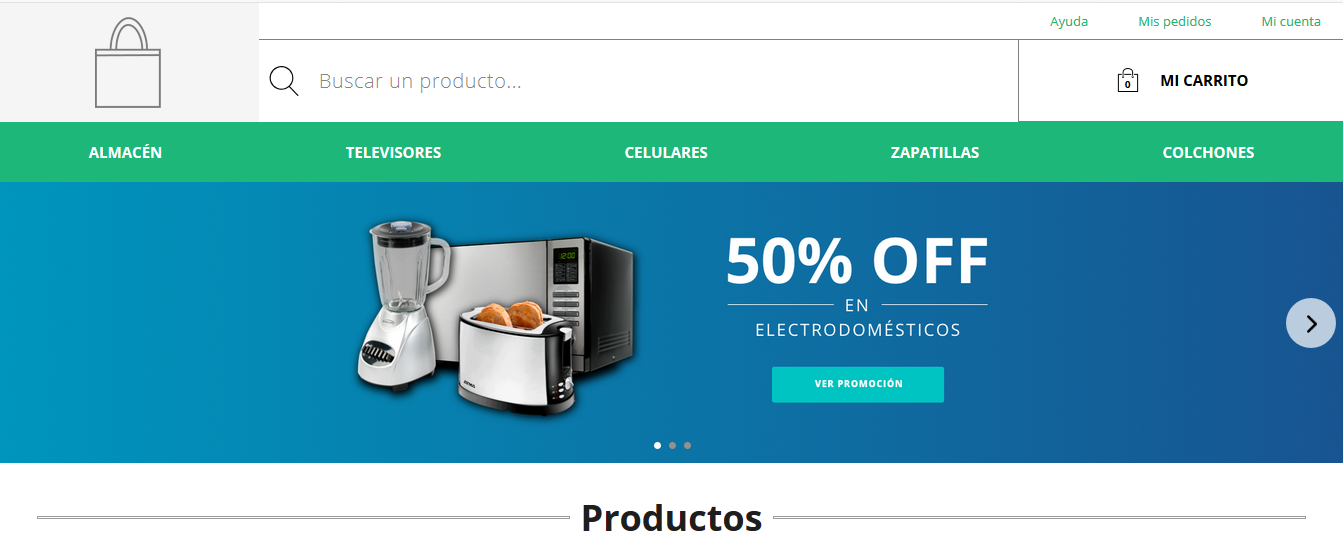 Ayuda Mis pedidos Mi cuenta
Buscar un producto...
0 MI CARRITO
ALMACÉN TELEVISORES CELULARES ZAPATILLAS COLCHONES
12:00
50% OFF
EN
ELECTRODOMÉSTICOS
ATMA
VER PROMOCIÓN
Productos